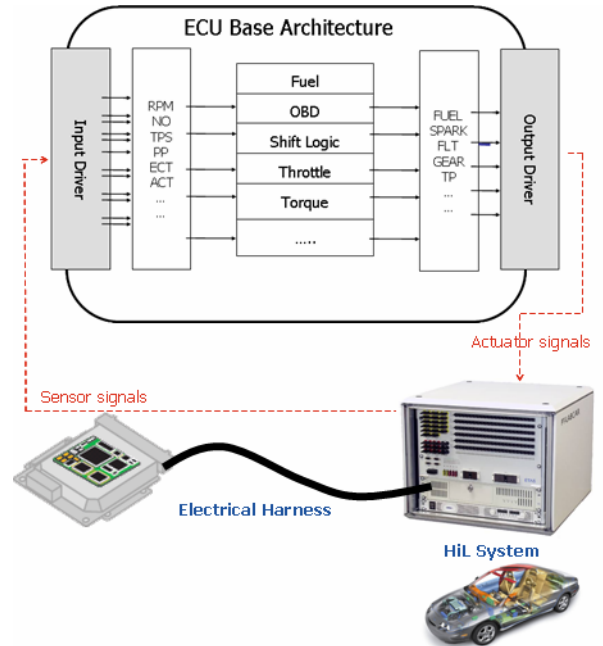 ECU Base Architecture
Input Driver
RPM
NO
TPS
PP
ECT
ACT
...
...
Fuel
OBD
Shift Logic
Throttle
Torque
.....
FUEL
SPARK
FLT
GEAR
TP
...
...
Output Driver
Actuator signals
Sensor signals
Electrical Harness
HiL System